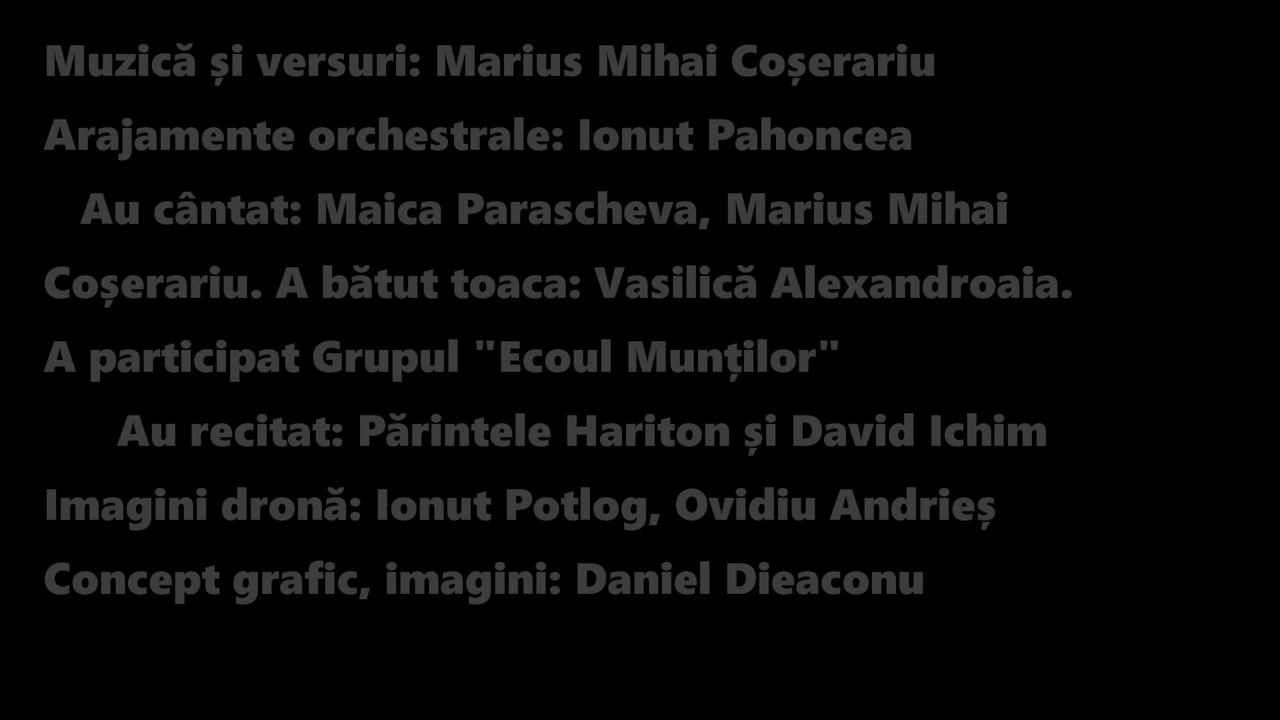 Muzică și versuri: Marius Mihai Coșerariu
Arajamente orchestrale: Ionut Pahoncea
Au cântat: Maica Parascheva, Marius Mihai
Coșerariu. A bătut toaca: Vasilică Alexandroaia.
A participat Grupul "Ecoul Munților"
Au recitat: Părintele Hariton și David Ichim
Imagini dronă: Ionut Potlog, Ovidiu Andrieș
Concept grafic, imagini: Daniel Dieaconu